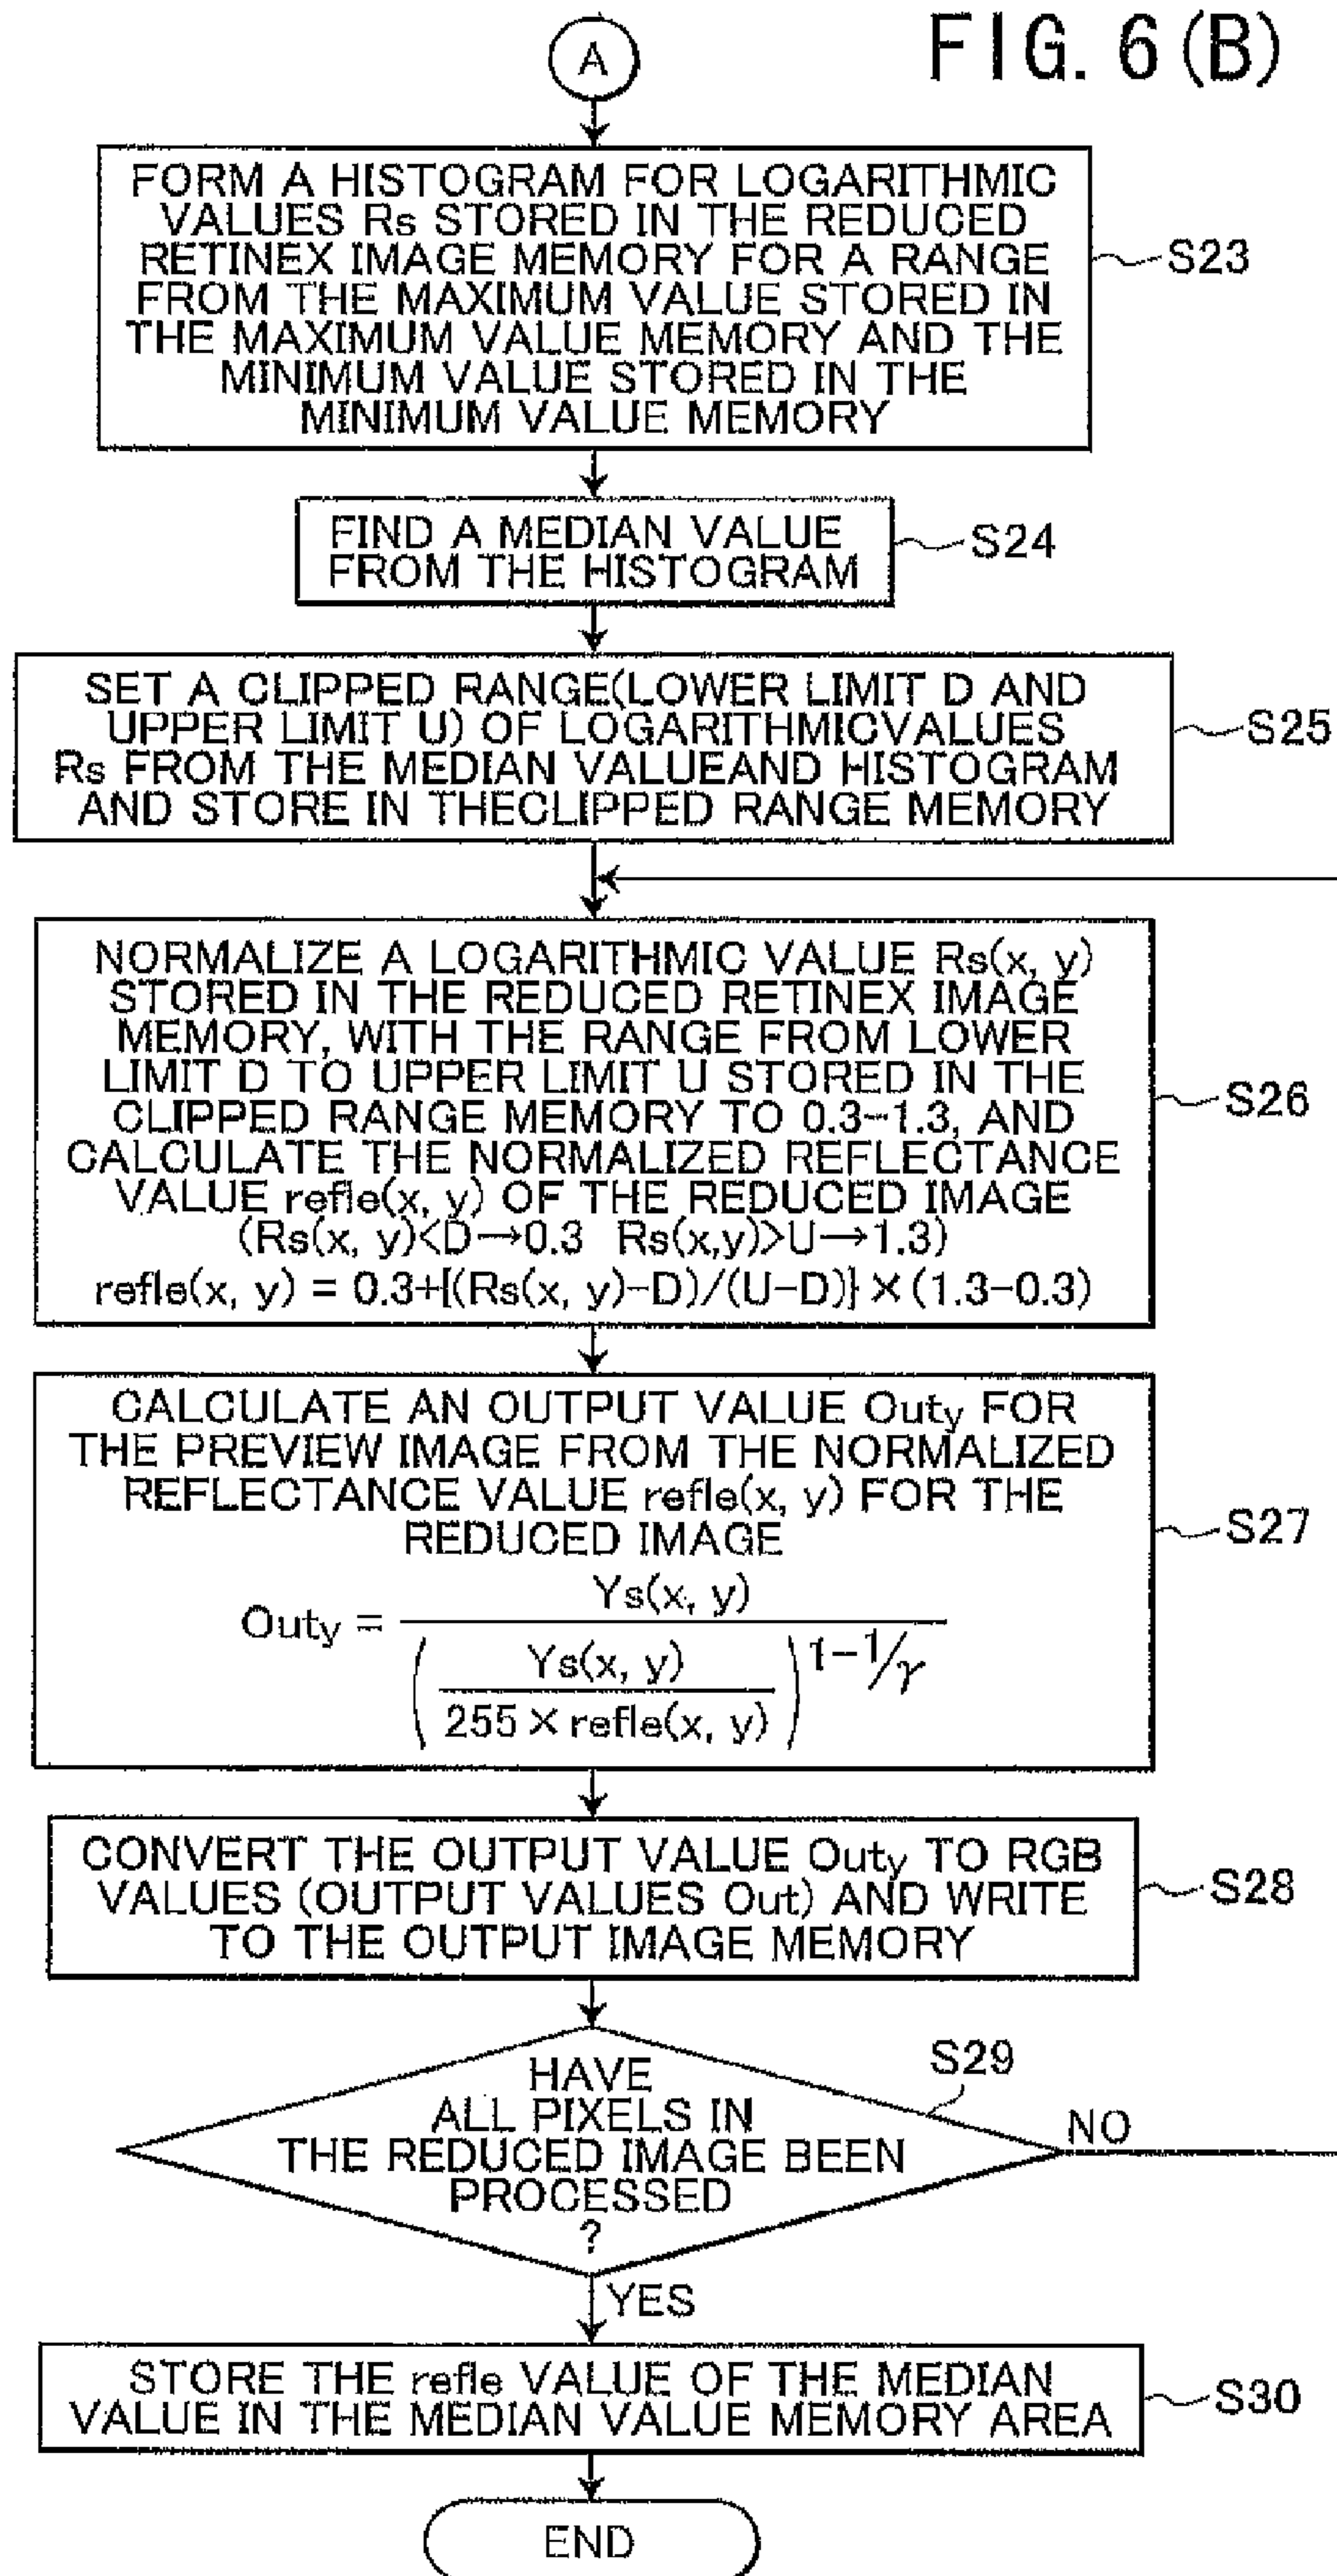 FIG. 6 (B)
A
FORM A HISTOGRAM FOR LOGARITHMIC
VALUES Rs STORED IN THE REDUCED
RETINEX IMAGE MEMORY FOR A RANGE
FROM THE MAXIMUM VALUE STORED IN
THE MAXIMUM VALUE MEMORY AND THE
MINIMUM VALUE STORED IN THE
MINIMUM VALUE MEMORY
S23
FIND A MEDIAN VALUE
FROM THE HISTOGRAM
S24
SET A CLIPPED RANGE(LOWER LIMIT D AND
UPPER LIMIT U) OF LOGARITHMICVALUES
Rs FROM THE MEDIAN VALUEAND HISTOGRAM
AND STORE IN THECLIPPED RANGE MEMORY
S25
NORMALIZE A LOGARITHMIC VALUE Rs(x, y)
STORED IN THE REDUCED RETINEX IMAGE
MEMORY, WITH THE RANGE FROM LOWER
LIMIT D TO UPPER LIMIT U STORED IN THE
CLIPPED RANGE MEMORY TO 0.3-1.3, AND
CALCULATE THE NORMALIZED REFLECTANCE
VALUE refle(x, y) OF THE REDUCED IMAGE
(Rs(x, y)<D→0.3 Rs(x,y)>U→1.3)
refle(x, y) = 0.3+{(Rs(x, y)-D)/(U-D)}×(1.3-0.3)
S26
CALCULATE AN OUTPUT VALUE Outy FOR
THE PREVIEW IMAGE FROM THE NORMALIZED
REFLECTANCE VALUE refle(x, y) FOR THE
REDUCED IMAGE
Outy = Ys(x, y) / (Ys(x, y) / 255×refle(x, y))^1-1/γ
S27
CONVERT THE OUTPUT VALUE Outy TO RGB
VALUES (OUTPUT VALUES Out) AND WRITE
TO THE OUTPUT IMAGE MEMORY
S28
HAVE
ALL PIXELS IN
THE REDUCED IMAGE BEEN
PROCESSED
?
S29
NO
YES
STORE THE refle VALUE OF THE MEDIAN
VALUE IN THE MEDIAN VALUE MEMORY AREA
S30
END